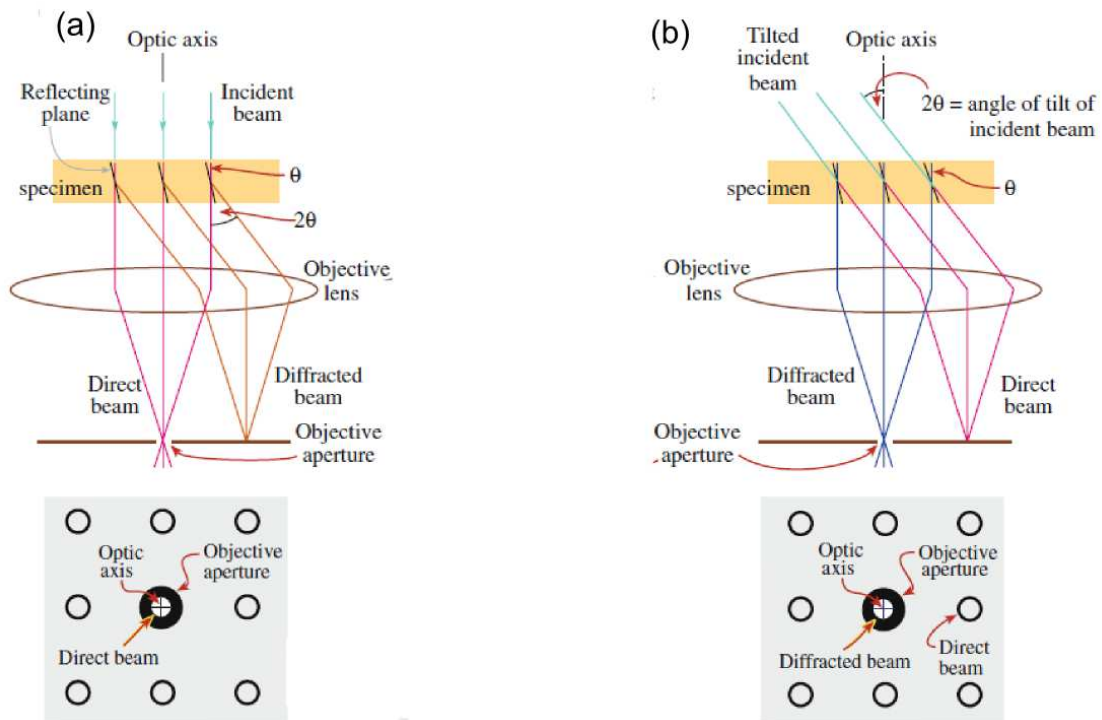 (a)
Optic axis
Reflecting
plane
Incident
beam
specimen
θ
2θ
Objective
lens
Direct
beam
Diffracted
beam
Objective
aperture
Optic
axis
Objective
aperture
Direct beam
(b)
Tilted
incident
beam
Optic axis
2θ = angle of tilt of
incident beam
specimen
θ
Objective
lens
Diffracted
beam
Direct
beam
Objective
aperture
Optic
axis
Objective
aperture
Diffracted beam
Direct
beam